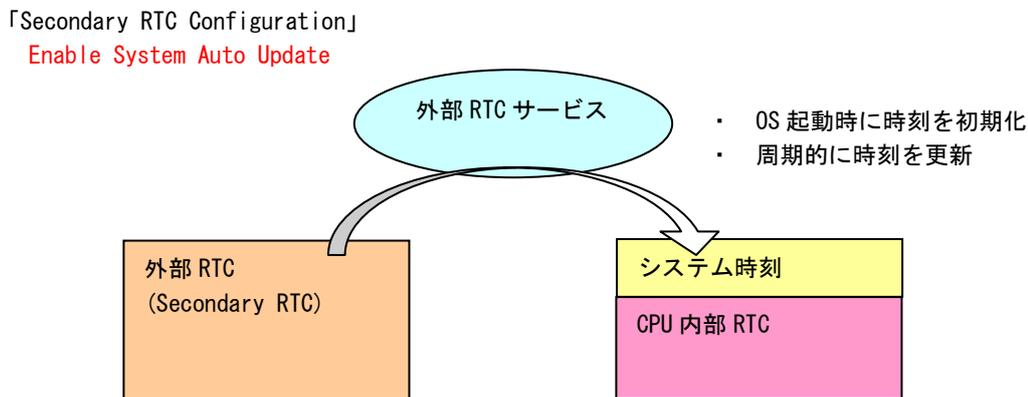 「Secondary RTC Configuration」
Enable System Auto Update
外部 RTC サービス
・ OS 起動時に時刻を初期化
・ 周期的に時刻を更新
外部 RTC
(Secondary RTC)
システム時刻
CPU 内部 RTC